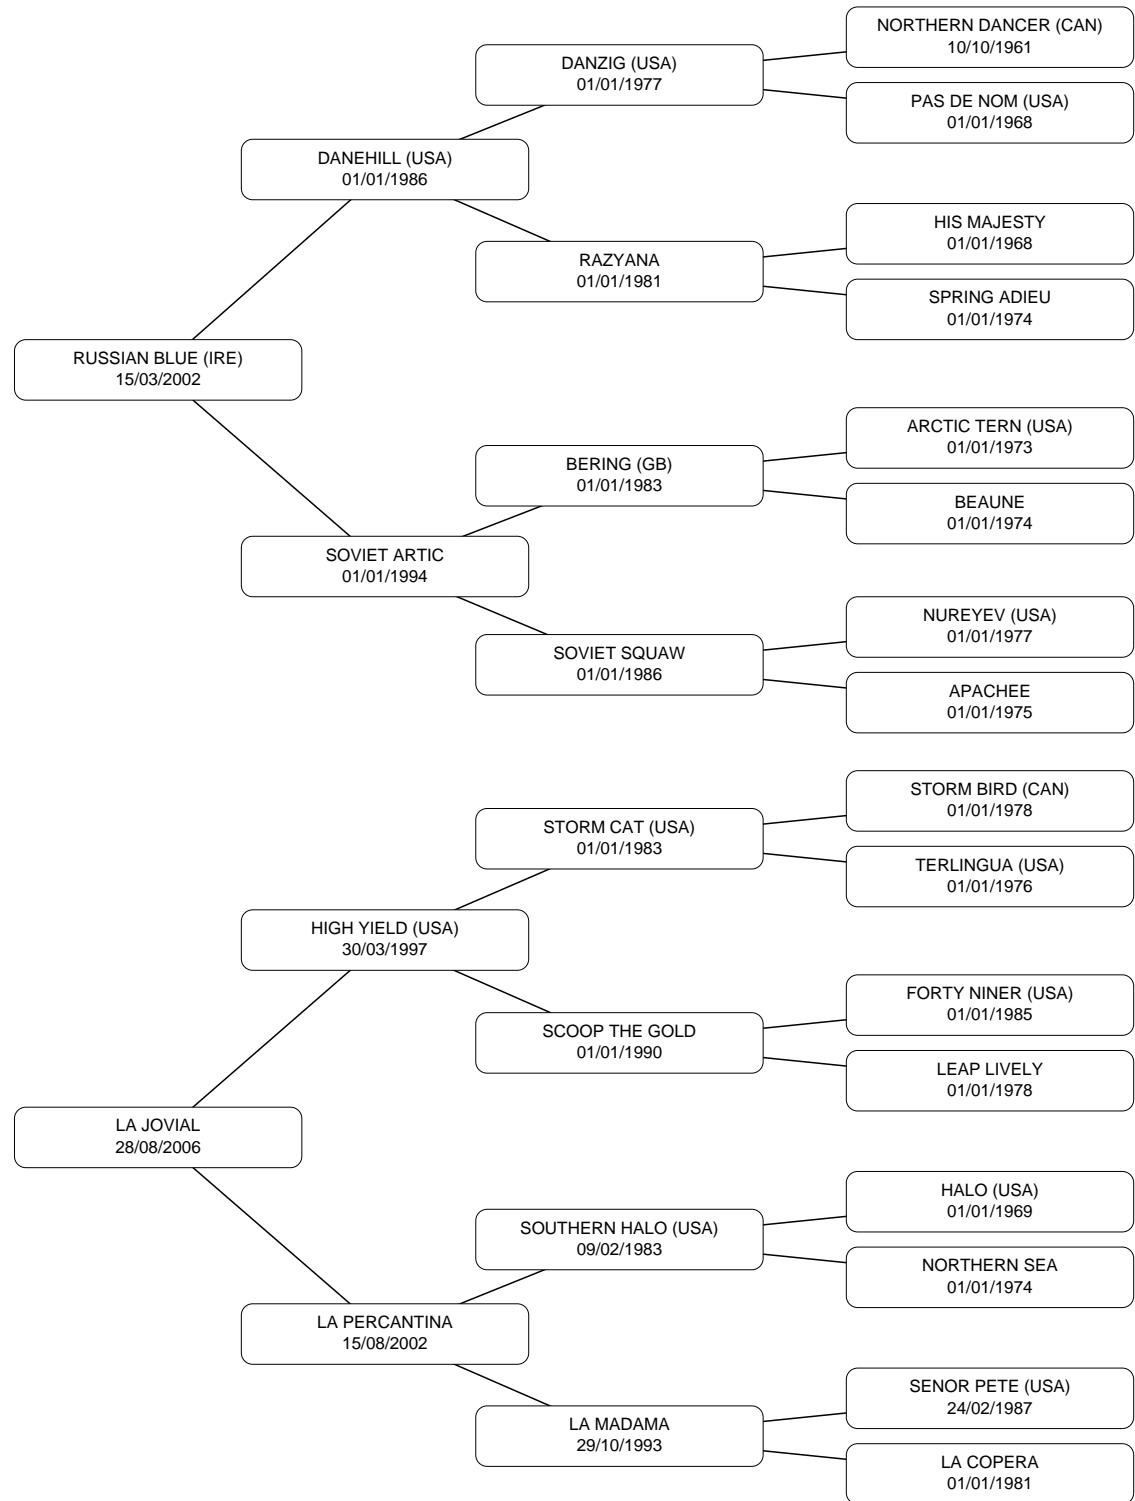 NORTHERN DANCER (CAN)
10/10/1961
DANZIG (USA)
01/01/1977
PAS DE NOM (USA)
01/01/1968
DANEHILL (USA)
01/01/1986
HIS MAJESTY
01/01/1968
RAZYANA
01/01/1981
SPRING ADIEU
01/01/1974
RUSSIAN BLUE (IRE)
15/03/2002
ARCTIC TERN (USA)
01/01/1973
BERING (GB)
01/01/1983
BEAUNE
01/01/1974
SOVIET ARTIC
01/01/1994
NUREYEV (USA)
01/01/1977
SOVIET SQUAW
01/01/1986
APACHEE
01/01/1975
STORM BIRD (CAN)
01/01/1978
STORM CAT (USA)
01/01/1983
TERLINGUA (USA)
01/01/1976
HIGH YIELD (USA)
30/03/1997
FORTY NINER (USA)
01/01/1985
SCOOP THE GOLD
01/01/1990
LEAP LIVELY
01/01/1978
LA JOVIAL
28/08/2006
HALO (USA)
01/01/1969
SOUTHERN HALO (USA)
09/02/1983
NORTHERN SEA
01/01/1974
LA PERCANTINA
15/08/2002
SENOR PETE (USA)
24/02/1987
LA MADAMA
29/10/1993
LA COPERA
01/01/1981